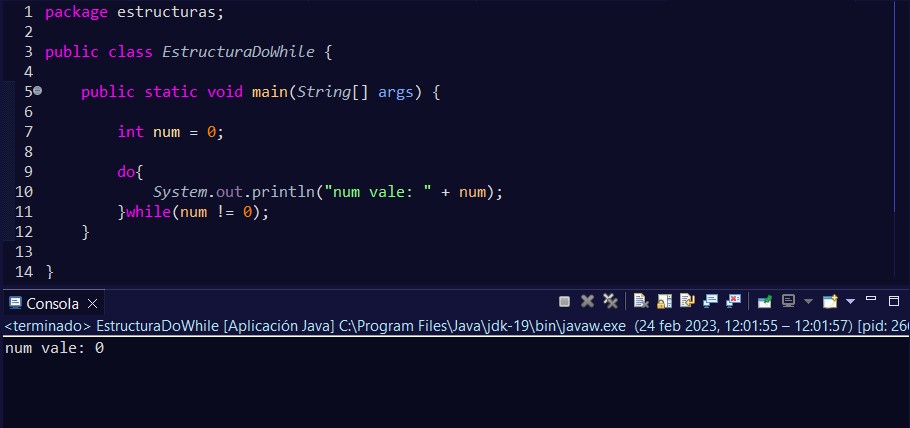 1 package estructuras;
2
3 public class EstructuraDoWhile {
4
5 public static void main(String[] args) {
6
7 int num = 0;
8
9 do{
10 System.out.println("num vale: " + num);
11 }while(num != 0);
12 }
13
14 }
Consola
<terminado> EstructuraDoWhile [Aplicación Java] C:\Program Files\Java\jdk-19\bin\javaw.exe (24 feb 2023, 12:01:55 – 12:01:57) [pid: 26
num vale: 0